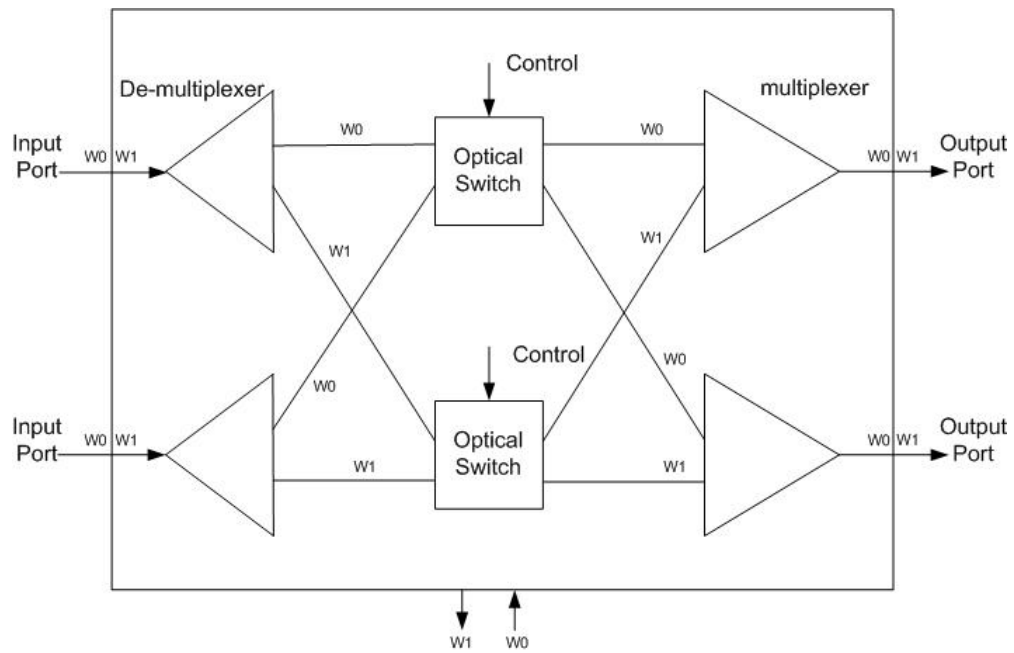 Control
De-multiplexer
multiplexer
Input
Port
W0
W1
W0
Optical
Switch
W0
W0
W1
Output
Port
W1
W1
Control
W0
W0
Input
Port
W0
W1
W1
Optical
Switch
W1
W0
W1
Output
Port
W1
W0